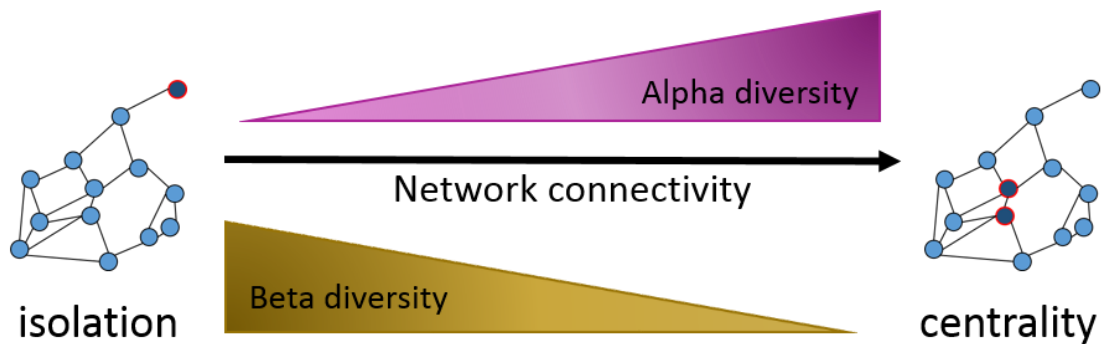 Alpha diversity
Network connectivity
Beta diversity
isolation
centrality